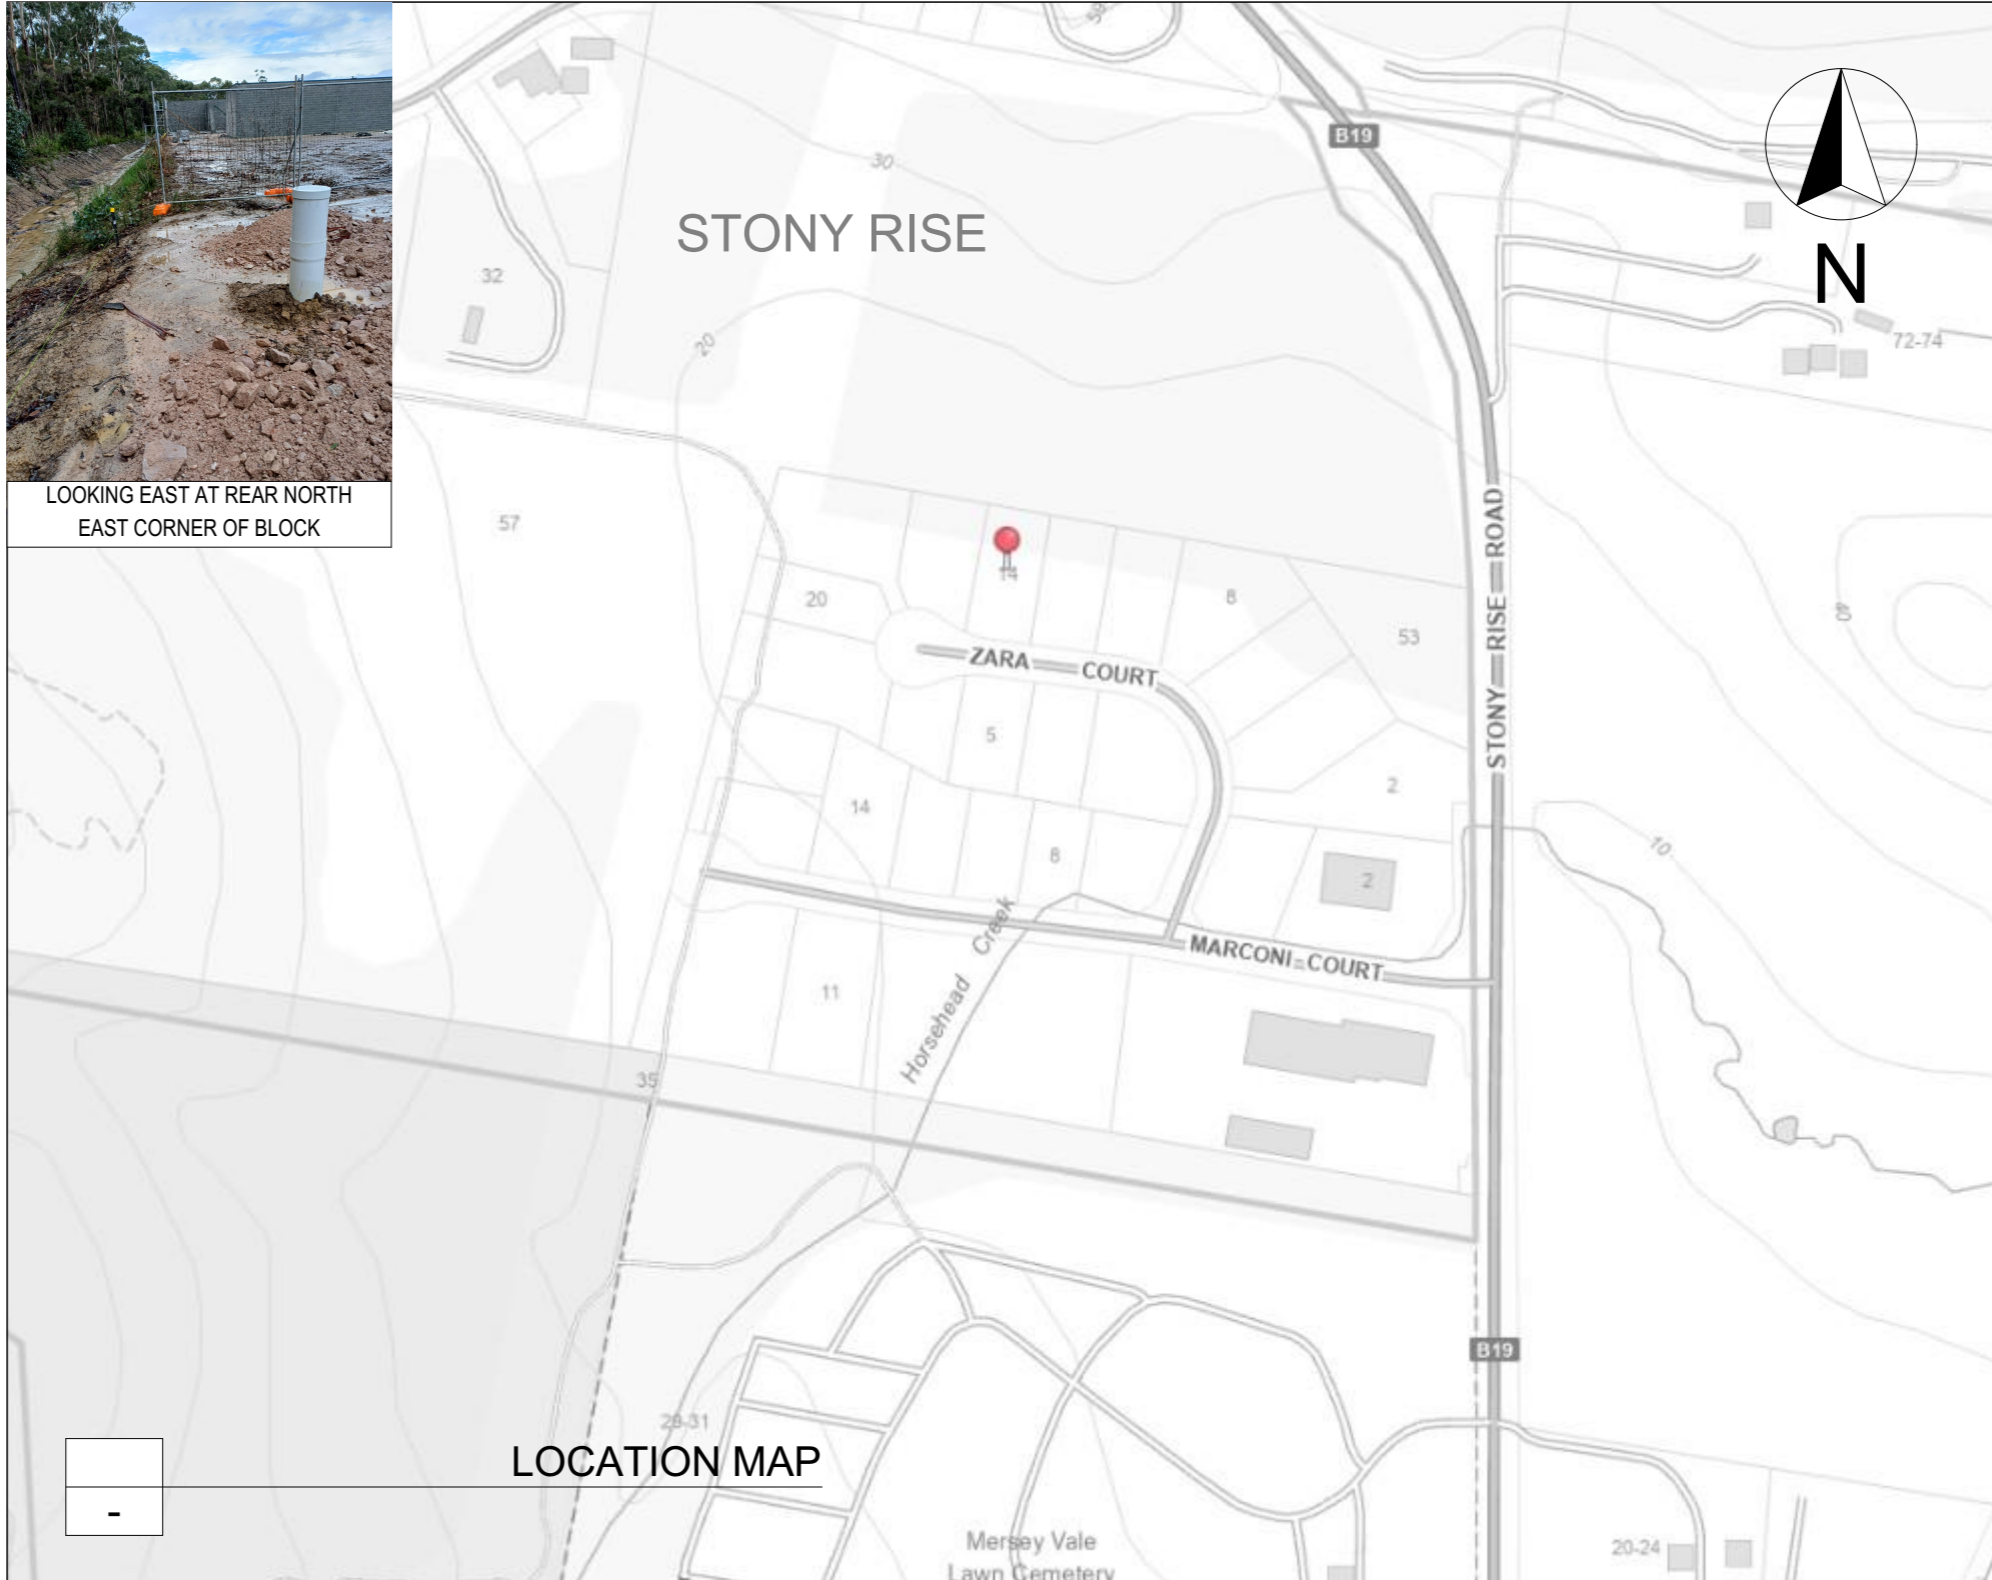 LOOKING EAST AT REAR NORTH
EAST CORNER OF BLOCK
B19
30
STONY RISE
N
32
72-74
20
57
14
20
8
53
40
ZARA COURT
STONY RISE ROAD
5
2
14
8
10
2
Horsehead Creek
MARCONI COURT
11
35
B19
LOCATION MAP
-
Mersey Vale
Lawn Cemetery
20-24